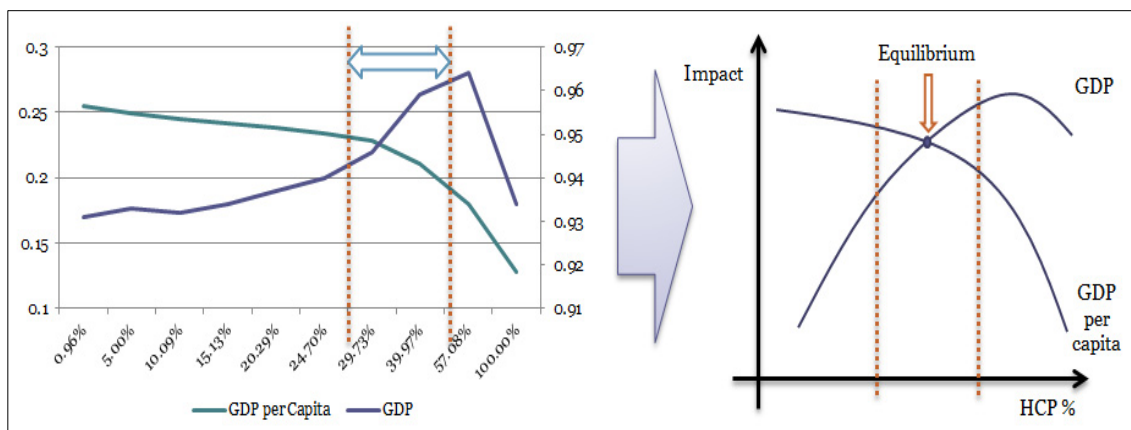 0.3
0.25
0.2
0.15
0.1
0.97
0.96
0.95
0.94
0.93
0.92
0.91
0.96%
5.00%
10.09%
15.13%
20.29%
24.70%
29.73%
39.97%
57.08%
100.00%
GDP per Capita
GDP
Impact
Equilibrium
GDP
GDP
per
capita
HCP %